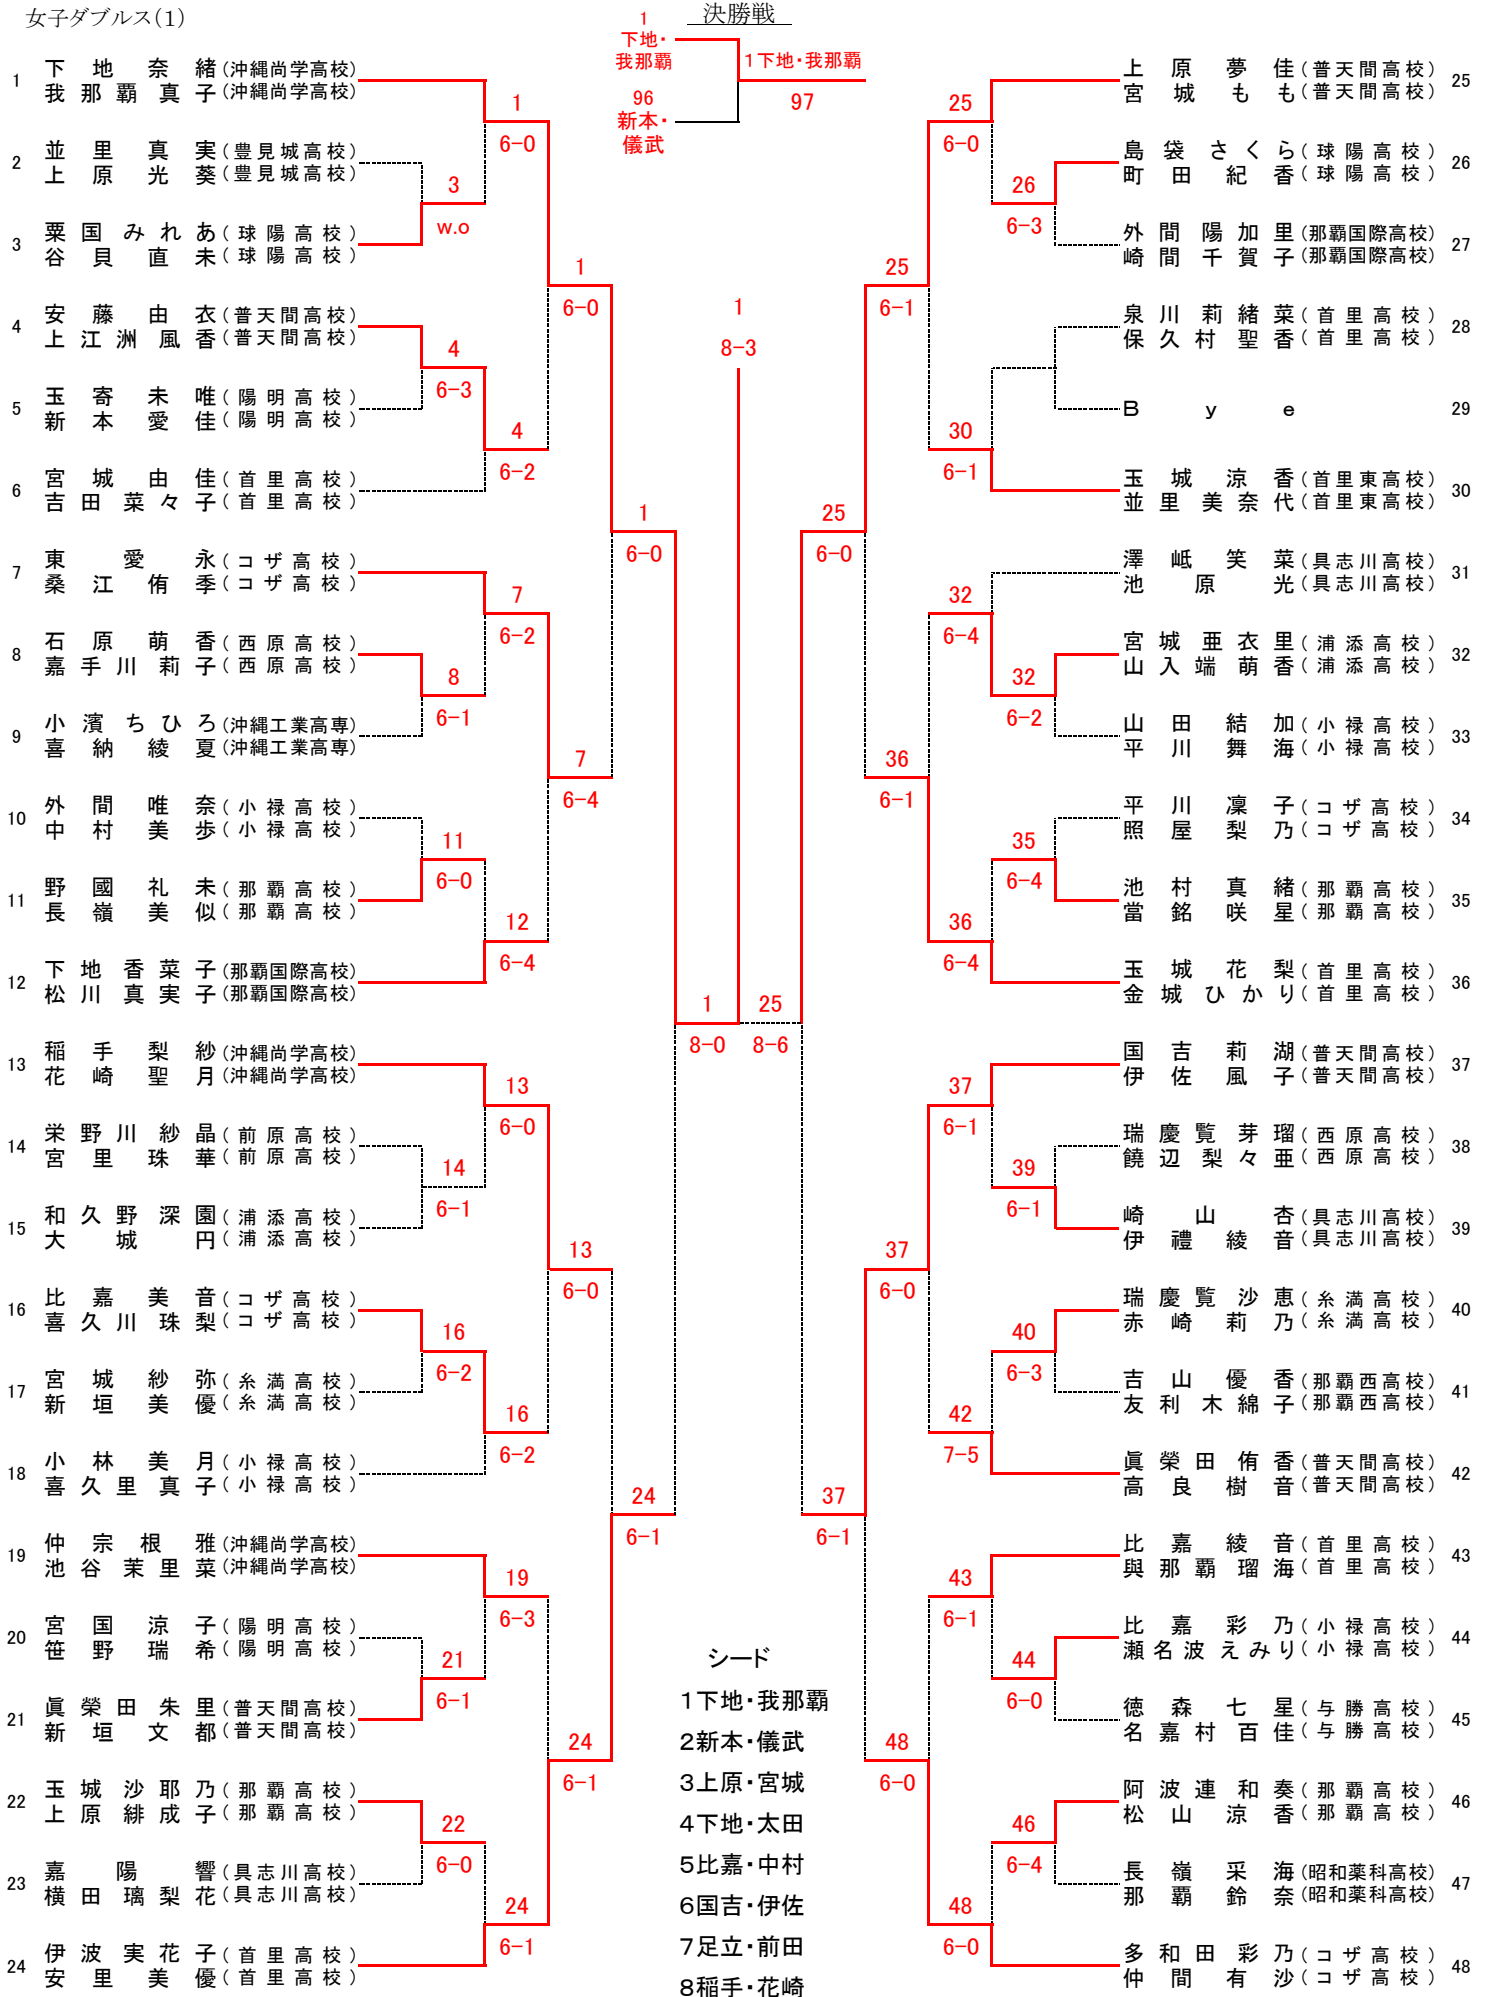 女子ダブルス(1)
決勝戦
1
下地・
我那覇
1下地・我那覇
96
新本・
儀武
97
1 下地奈緒(沖縄尚学高校)
我那覇真子(沖縄尚学高校)
2 並里真実(豊見城高校)
上原光葵(豊見城高校)
3 粟国みれあ(球陽高校)
谷貝直未(球陽高校)
4 安藤由衣(普天間高校)
上江洲風香(普天間高校)
5 玉寄未唯(陽明高校)
新本愛佳(陽明高校)
6 宮城由佳(首里高校)
吉田菜々子(首里高校)
7 東愛永(コザ高校)
桑江侑季(コザ高校)
8 石原萌香(西原高校)
嘉手川莉子(西原高校)
9 小濱ちひろ(沖縄工業高専)
喜納綾夏(沖縄工業高専)
10 外間唯奈(小禄高校)
中村美歩(小禄高校)
11 野國礼未(那覇高校)
長嶺美似(那覇高校)
12 下地香菜子(那覇国際高校)
松川真実子(那覇国際高校)
13 稲手梨紗(沖縄尚学高校)
花崎聖月(沖縄尚学高校)
14 栄野川紗晶(前原高校)
宮里珠華(前原高校)
15 和久野深園(浦添高校)
大城円(浦添高校)
16 比嘉美音(コザ高校)
喜久川珠梨(コザ高校)
17 宮城紗弥(糸満高校)
新垣美優(糸満高校)
18 小林美月(小禄高校)
喜久里真子(小禄高校)
19 仲宗根雅(沖縄尚学高校)
池谷茉里菜(沖縄尚学高校)
20 宮国涼子(陽明高校)
笹野瑞希(陽明高校)
21 眞榮田朱里(普天間高校)
新垣文都(普天間高校)
22 玉城沙耶乃(那覇高校)
上原緋成子(那覇高校)
23 嘉陽響(具志川高校)
横田璃梨花(具志川高校)
24 伊波実花子(首里高校)
安里美優(首里高校)
1
6-0
3
w.o
1
6-0
4
6-3
4
6-2
1
6-0
7
6-2
8
6-1
7
6-4
11
6-0
12
6-4
1
8-0
13
6-0
14
6-1
13
6-0
16
6-2
16
6-2
24
6-1
19
6-3
21
6-1
24
6-1
22
6-0
24
6-1
1
8-3
25
8-6
25
6-0
26
6-3
25
6-1
30
6-1
25
6-0
32
6-4
32
6-2
36
6-1
35
6-4
36
6-4
37
6-1
39
6-1
37
6-0
40
6-3
42
7-5
37
6-1
43
6-1
44
6-0
48
6-0
46
6-4
48
6-0
上原夢佳(普天間高校) 25
宮城もも(普天間高校)
島袋さくら(球陽高校) 26
町田紀香(球陽高校)
外間陽加里(那覇国際高校) 27
崎間千賀子(那覇国際高校)
泉川莉緒菜(首里高校) 28
保久村聖香(首里高校)
Bye 29
玉城涼香(首里東高校) 30
並里美奈代(首里東高校)
澤岻笑菜(具志川高校) 31
池原光(具志川高校)
宮城亜衣里(浦添高校) 32
山入端萌香(浦添高校)
山田結加(小禄高校) 33
平川舞海(小禄高校)
平川凜子(コザ高校) 34
照屋梨乃(コザ高校)
池村真緒(那覇高校) 35
當銘咲星(那覇高校)
玉城花梨(首里高校) 36
金城ひかり(首里高校)
国吉莉湖(普天間高校) 37
伊佐風子(普天間高校)
瑞慶覧芽瑠(西原高校) 38
饒辺梨々亜(西原高校)
崎山杏(具志川高校) 39
伊禮綾音(具志川高校)
瑞慶覧沙恵(糸満高校) 40
赤崎莉乃(糸満高校)
吉山優香(那覇西高校) 41
友利木綿子(那覇西高校)
眞榮田侑香(普天間高校) 42
高良樹音(普天間高校)
比嘉綾音(首里高校) 43
與那覇瑠海(首里高校)
比嘉彩乃(小禄高校) 44
瀬名波えみり(小禄高校)
徳森七星(与勝高校) 45
名嘉村百佳(与勝高校)
阿波連和奏(那覇高校) 46
松山涼香(那覇高校)
長嶺采海(昭和薬科高校) 47
那覇鈴奈(昭和薬科高校)
多和田彩乃(コザ高校) 48
仲間有沙(コザ高校)
シード
1下地・我那覇
2新本・儀武
3上原・宮城
4下地・太田
5比嘉・中村
6国吉・伊佐
7足立・前田
8稲手・花崎